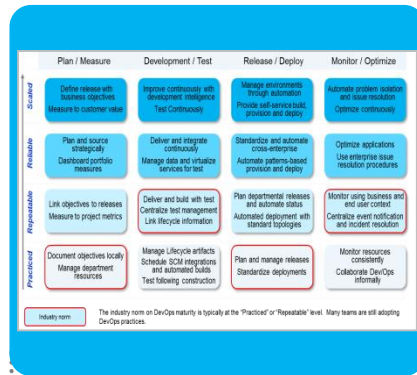 Plan / Measure
Development / Test
Release / Deploy
Monitor / Optimize
Scaled
Define release with
business objectives
Measure to customer value
Improve continuously with
development intelligence
Test Continuously
Manage environments
through automation
Provide self-service build,
provision and deploy
Automate problem isolation
and issue resolution
Optimize continuously
Reliable
Plan and source
strategically
Dashboard portfolio
measures
Deliver and integrate
continuously
Manage data and virtualize
services for test
Standardize and automate
cross-enterprise
Automate patterns-based
provision and deploy
Optimize applications
Use enterprise issue
resolution procedures
Repeatable
Link objectives to releases
Measure to project metrics
Deliver and build with test
Centralize test management
Link lifecycle information
Plan departmental releases
and automate status
Automated deployment with
standard topologies
Monitor using business and
end user context
Centralize event notification
and incident resolution
Practiced
Document objectives locally
Manage department
resources
Manage Lifecycle artifacts
Schedule SCM integrations
and automated builds
Test following construction
Plan and manage releases
Standardize deployments
Monitor resources
consistently
Collaborate Dev/Ops
informally
Industry norm
The industry norm on DevOps maturity is typically at the "Practiced" or "Repeatable" level. Many teams are still adopting
DevOps practices.